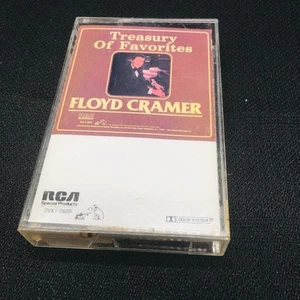 Treasury
Of Favorites
FLOYD CRAMER
RCA
Special Products